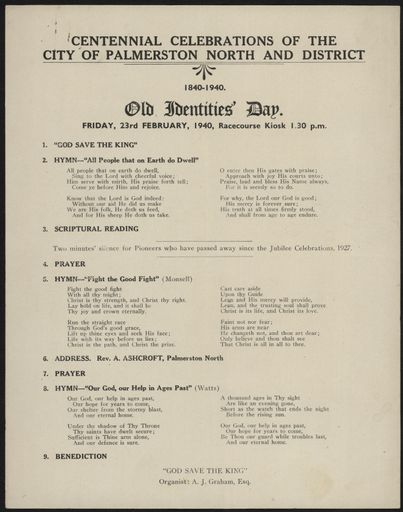 CENTENNIAL CELEBRATIONS OF THE
CITY OF PALMERSTON NORTH AND DISTRICT
1840-1940.
Old Identities' Day.
FRIDAY, 23rd FEBRUARY, 1940, Racecourse Kiosk 1.30 p.m.
1. "GOD SAVE THE KING"
2. HYMN—"All People that on Earth do Dwell"
All people that on earth do dwell,
Sing to the Lord with cheerful voice;
Him serve with mirth, His praise forth tell;
Come ye before Him and rejoice.
Know that the Lord is God indeed:
Without our aid He did us make
We are His folk, He doth us feed,
And for His sheep He doth us take.
O enter then His gates with praise;
Approach with joy His courts unto;
Praise, laud and bless His Name always,
For it is seemly so to do.
For why, the Lord our God is good;
His mercy is forever sure;
His truth at all times firmly stood,
And shall from age to age endure.
3. SCRIPTURAL READING
Two minutes' silence for Pioneers who have passed away since the Jubilee Celebrations, 1927.
4. PRAYER
5. HYMN—"Fight the Good Fight" (Monsell)
Fight the good fight
With all thy might;
Christ is thy strength, and Christ thy right.
Lay hold on life, and it shall be
Thy joy and crown eternally.
Run the straight race
Through God's good grace,
Lift up thine eyes and seek His face;
Life with its way before us lies;
Christ is the path, and Christ the prize.
Cast care aside
Upon thy Guide
Lean and His mercy will provide,
Lean, and the trusting soul shall prove
Christ is its life, and Christ its love.
Faint not nor fear;
His arms are near
He changeth not, and thou art dear;
Only believe and thou shalt see
That Christ is all in all to thee.
6. ADDRESS. Rev. A. ASHCROFT, Palmerston North
7. PRAYER
8. HYMN—"Our God, our Help in Ages Past" (Watts)
Our God, our help in ages past,
Our hope for years to come,
Our shelter from the stormy blast,
And our eternal home.
Under the shadow of Thy Throne
Thy saints have dwelt secure;
Sufficient is Thine arm alone,
And our defence is sure.
A thousand ages in Thy sight
Are like an evening gone,
Short as the watch that ends the night
Before the rising sun.
Our God, our help in ages past,
Our hope for years to come,
Be Thou our guard while troubles last,
And our eternal home.
9. BENEDICTION
"GOD SAVE THE KING"
Organist: A. J. Graham, Esq.